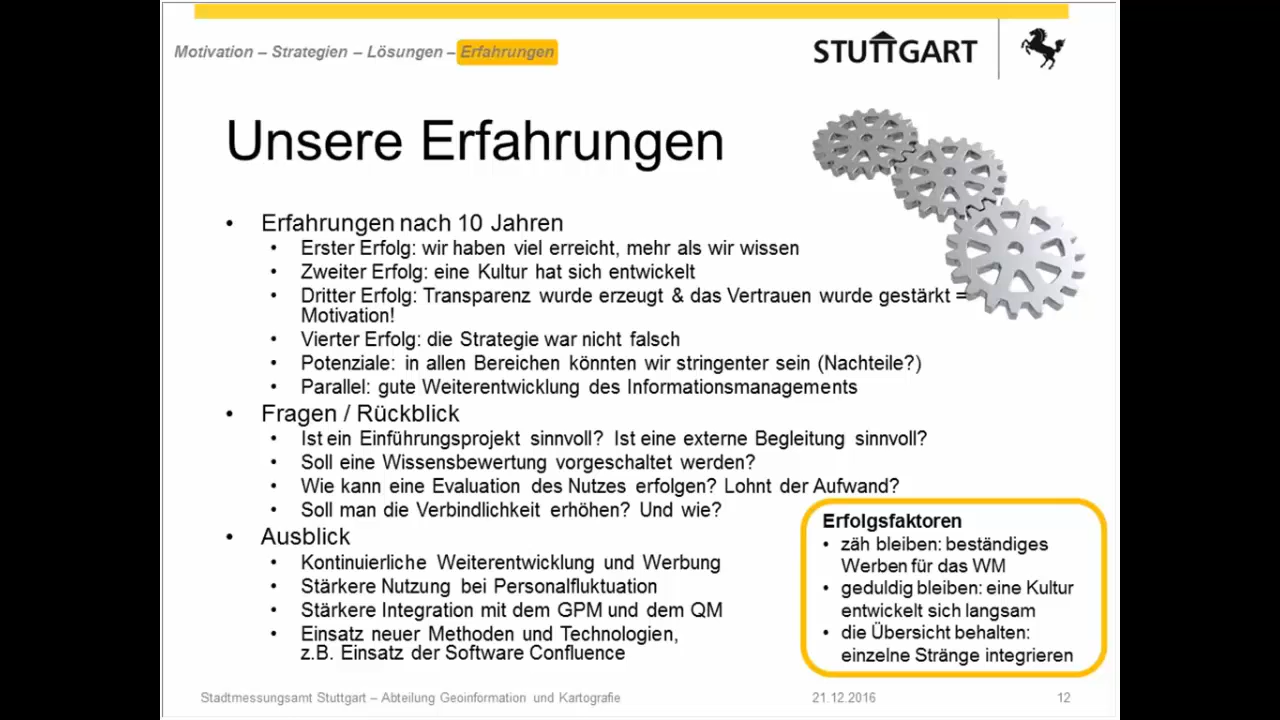 Motivation – Strategien – Lösungen – Erfahrungen
STUTTGART
Unsere Erfahrungen
• Erfahrungen nach 10 Jahren
• Erster Erfolg: wir haben viel erreicht, mehr als wir wissen
• Zweiter Erfolg: eine Kultur hat sich entwickelt
• Dritter Erfolg: Transparenz wurde erzeugt & das Vertrauen wurde gestärkt =
Motivation!
• Vierter Erfolg: die Strategie war nicht falsch
• Potenziale: in allen Bereichen könnten wir stringenter sein (Nachteile?)
• Parallel: gute Weiterentwicklung des Informationsmanagements
• Fragen / Rückblick
• Ist ein Einführungsprojekt sinnvoll? Ist eine externe Begleitung sinnvoll?
• Soll eine Wissensbewertung vorgeschaltet werden?
• Wie kann eine Evaluation des Nutzes erfolgen? Lohnt der Aufwand?
• Soll man die Verbindlichkeit erhöhen? Und wie?
• Ausblick
• Kontinuierliche Weiterentwicklung und Werbung
• Stärkere Nutzung bei Personalfluktuation
• Stärkere Integration mit dem GPM und dem QM
• Einsatz neuer Methoden und Technologien,
z.B. Einsatz der Software Confluence
Erfolgsfaktoren
• zäh bleiben: beständiges
Werben für das WM
• geduldig bleiben: eine Kultur
entwickelt sich langsam
• die Übersicht behalten:
einzelne Stränge integrieren
Stadtmessungsamt Stuttgart – Abteilung Geoinformation und Kartografie
21.12.2016
12